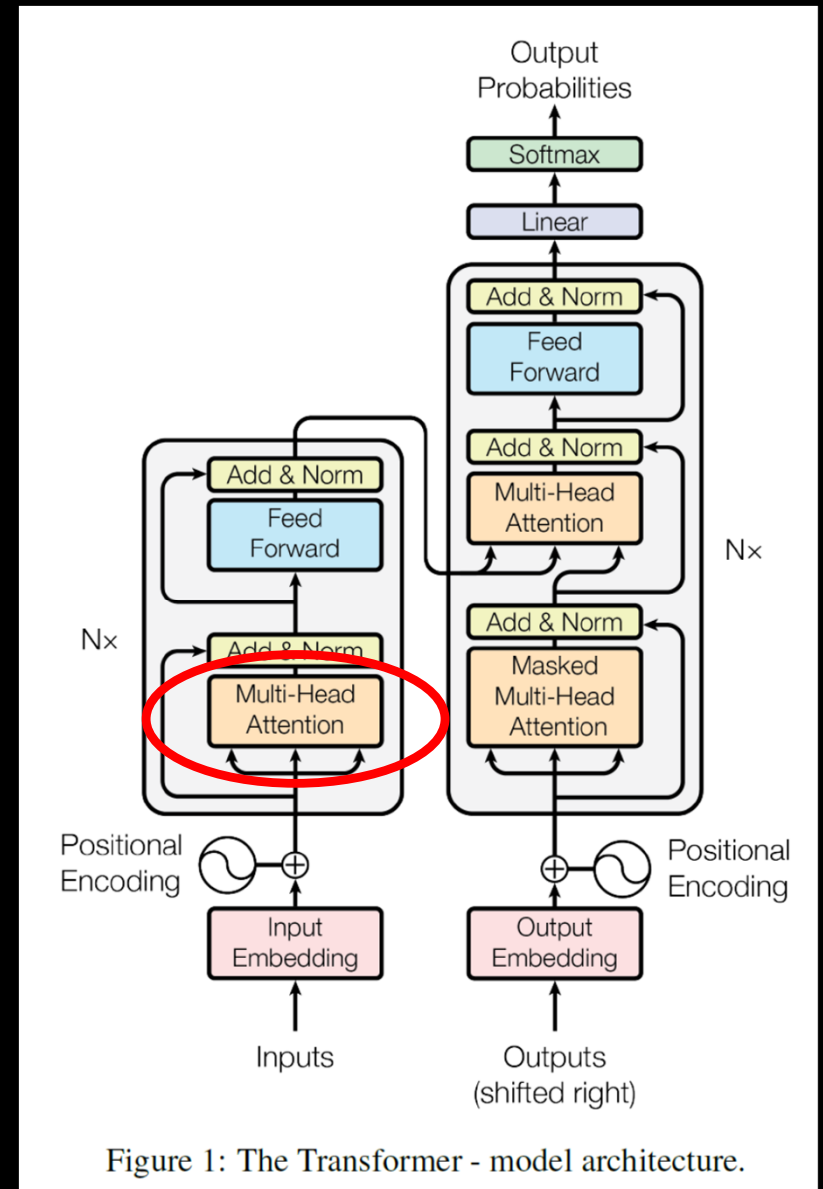 Output
Probabilities
Softmax
Linear
Add & Norm
Feed
Forward
Add & Norm
Multi-Head
Attention
Nx
Add & Norm
Masked
Multi-Head
Attention
Add & Norm
Feed
Forward
Nx
Add & Norm
Multi-Head
Attention
Positional
Encoding
Positional
Encoding
Input
Embedding
Output
Embedding
Inputs
Outputs
(shifted right)
Figure 1: The Transformer - model architecture.